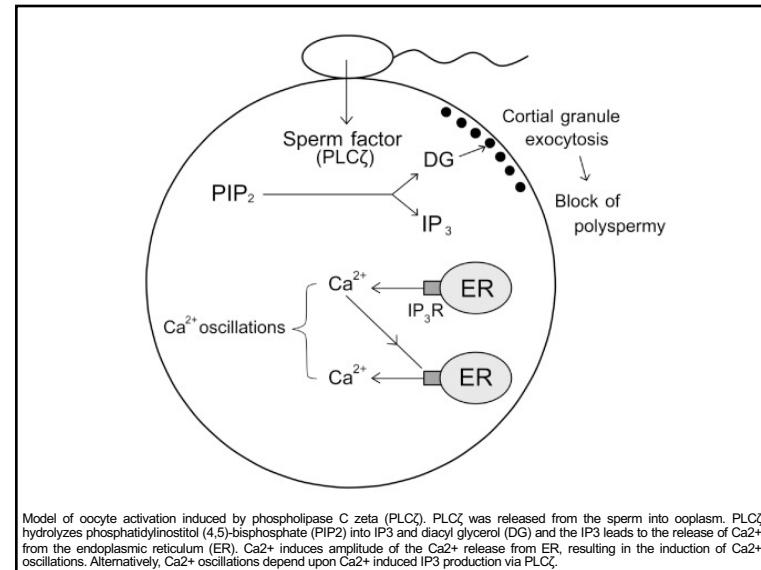 Sperm factor
(PLCζ)
Cortial granule
exocytosis
DG
PIP₂
IP₃
Block of
polyspermy
Ca²⁺
ER
IP₃R
Ca²⁺ oscillations
Ca²⁺
ER
Model of oocyte activation induced by phospholipase C zeta (PLCζ). PLCζ was released from the sperm into ooplasm. PLCζ
hydrolyzes phosphatidylinostitol (4,5)-bisphosphate (PIP2) into IP3 and diacyl glycerol (DG) and the IP3 leads to the release of Ca2+
from the endoplasmic reticulum (ER). Ca2+ induces amplitude of the Ca2+ release from ER, resulting in the induction of Ca2+
oscillations. Alternatively, Ca2+ oscillations depend upon Ca2+ induced IP3 production via PLCζ.